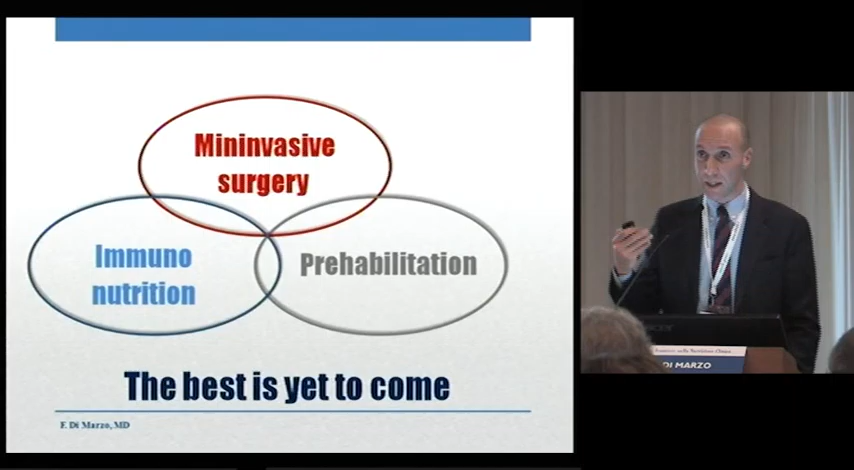 Mininvasive
surgery
Immuno
nutrition
Prehabilitation
The best is yet to come
F. Di Marzo, MD
DI MARZO